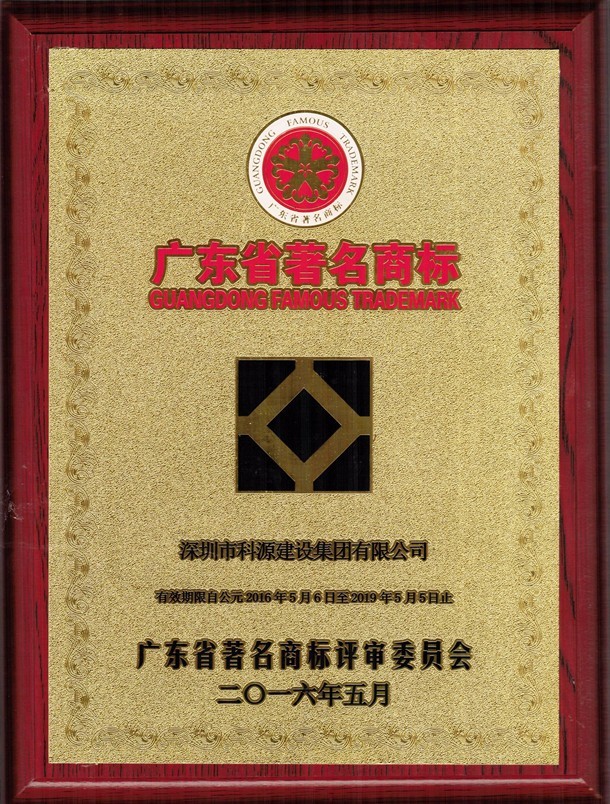 GUANGDONG FAMOUS TRADEMARK
广东省著名商标
广东省著名商标
GUANGDONG FAMOUS TRADEMARK
深圳市科源建设集团有限公司
有效期限自公元2016年5月6日至2019年5月5日止
广东省著名商标评审委员会
二〇一六年五月